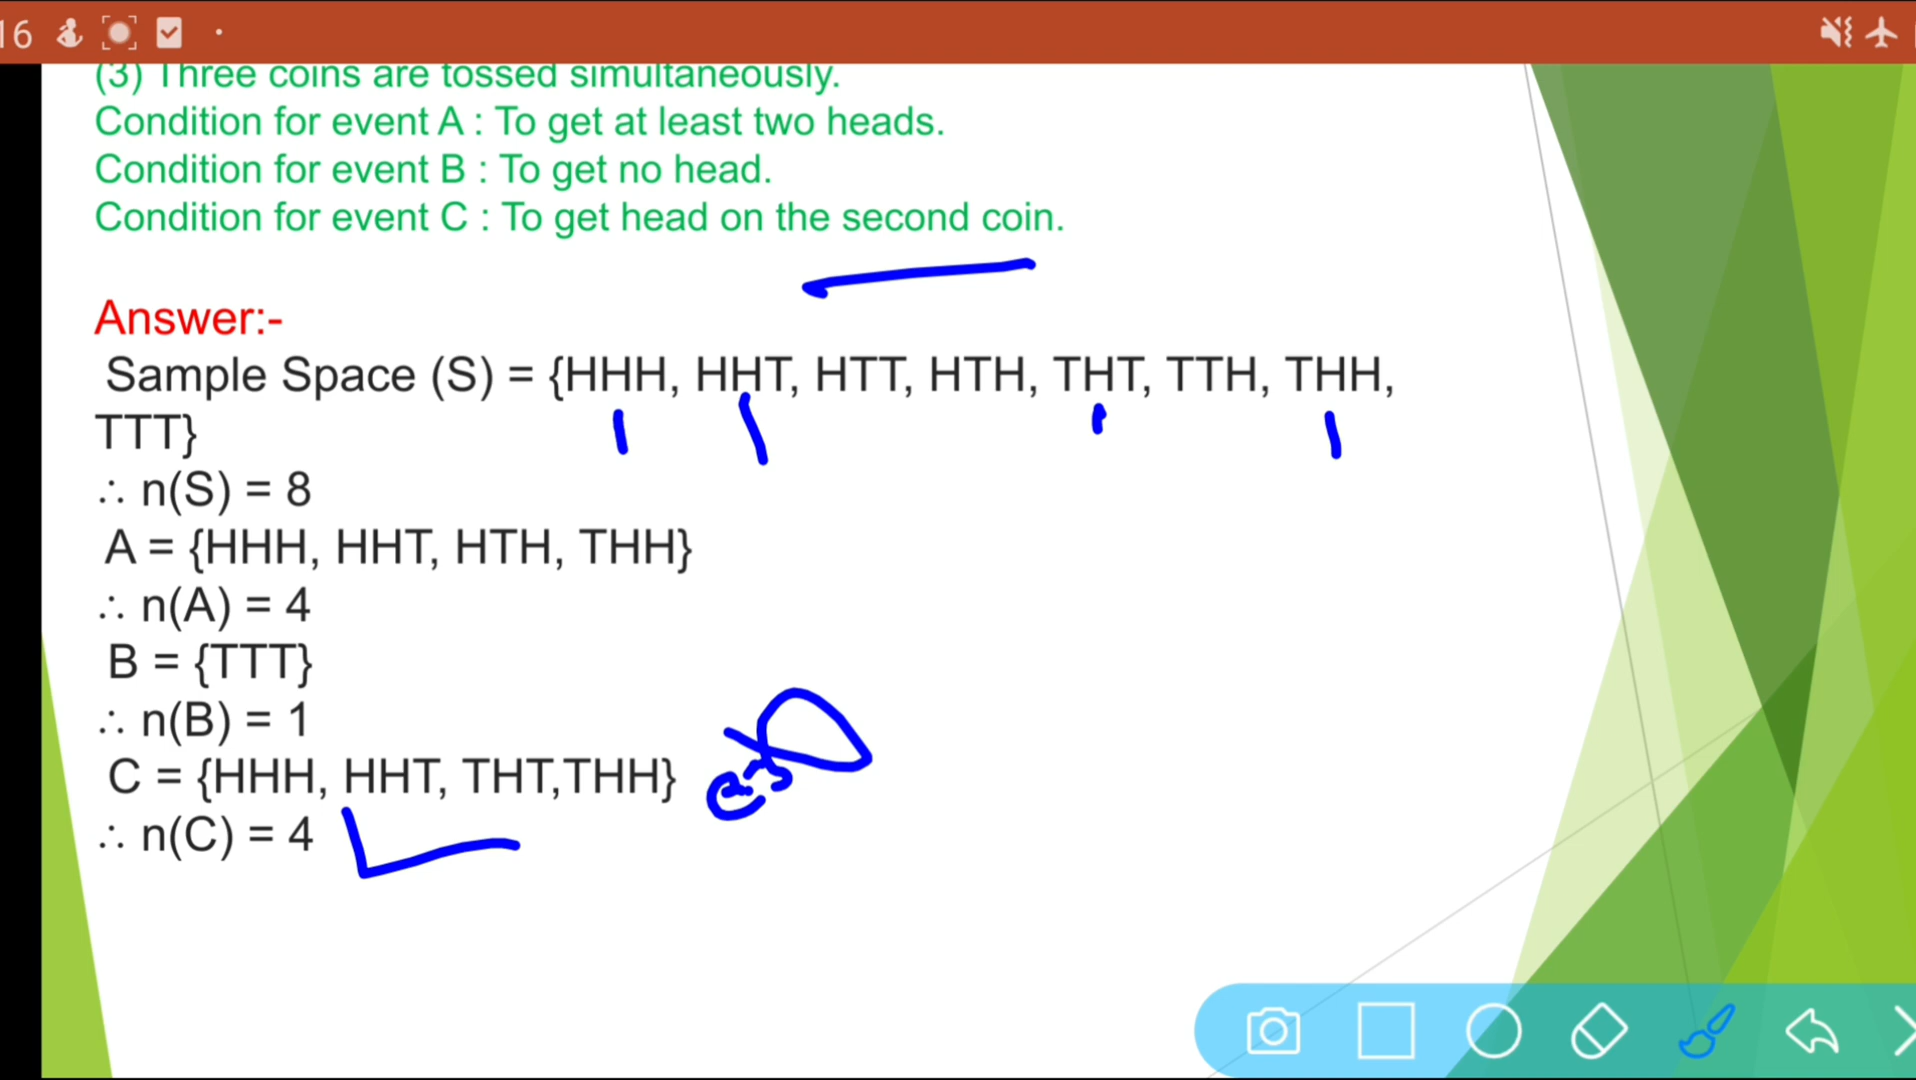 16
(3) Three coins are tossed simultaneously.
Condition for event A : To get at least two heads.
Condition for event B : To get no head.
Condition for event C : To get head on the second coin.
Answer:-
Sample Space (S) = {HHH, HHT, HTT, HTH, THT, TTH, THH,
TTT}
∴ n(S) = 8
A = {HHH, HHT, HTH, THH}
∴ n(A) = 4
B = {TTT}
∴ n(B) = 1
C = {HHH, HHT, THT,THH}
∴ n(C) = 4